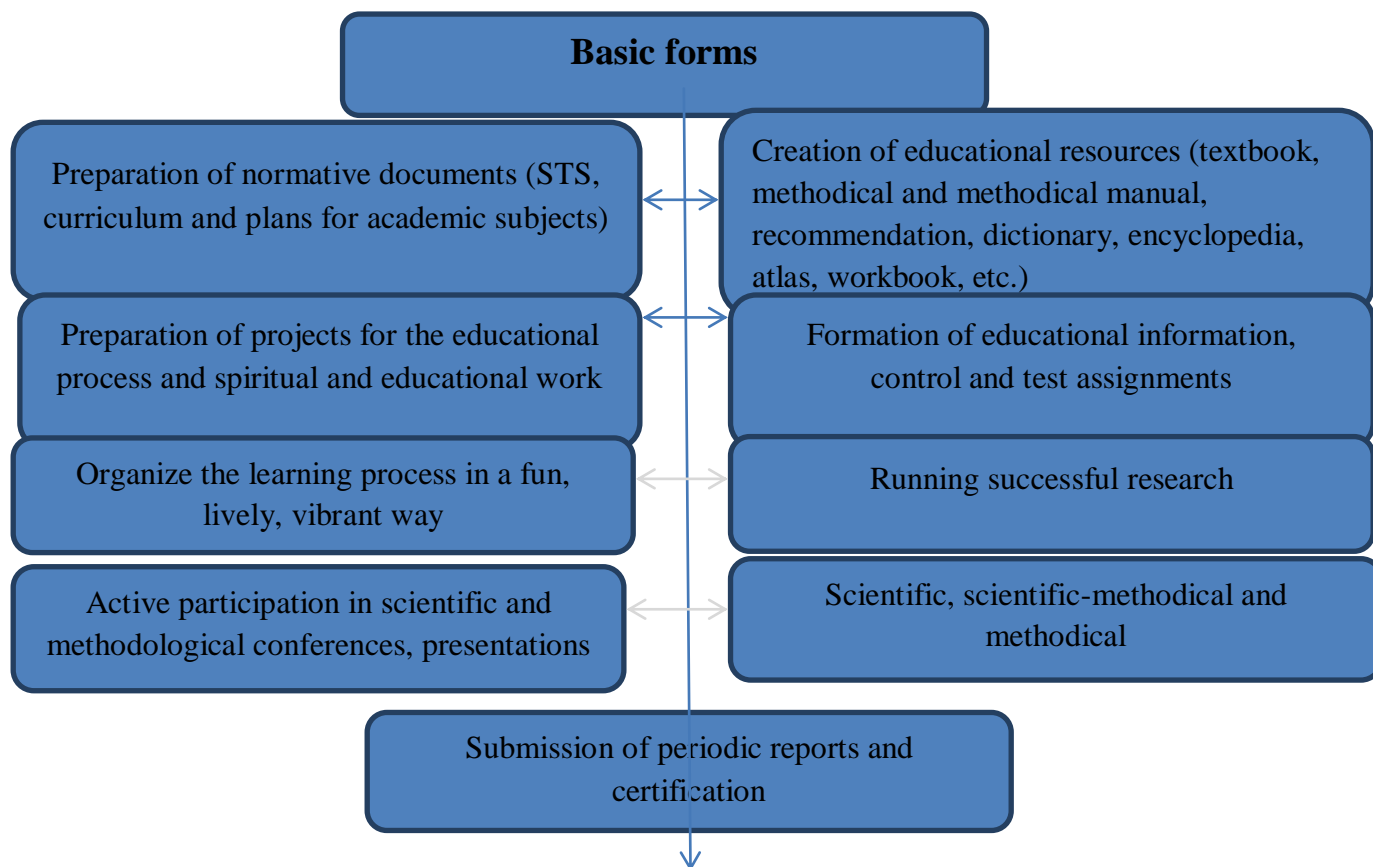 Basic forms
Preparation of normative documents (STS,
curriculum and plans for academic subjects)
Creation of educational resources (textbook,
methodical and methodical manual,
recommendation, dictionary, encyclopedia,
atlas, workbook, etc.)
Preparation of projects for the educational
process and spiritual and educational work
Formation of educational information,
control and test assignments
Organize the learning process in a fun,
lively, vibrant way
Running successful research
Active participation in scientific and
methodological conferences, presentations
Scientific, scientific-methodical and
methodical
Submission of periodic reports and
certification